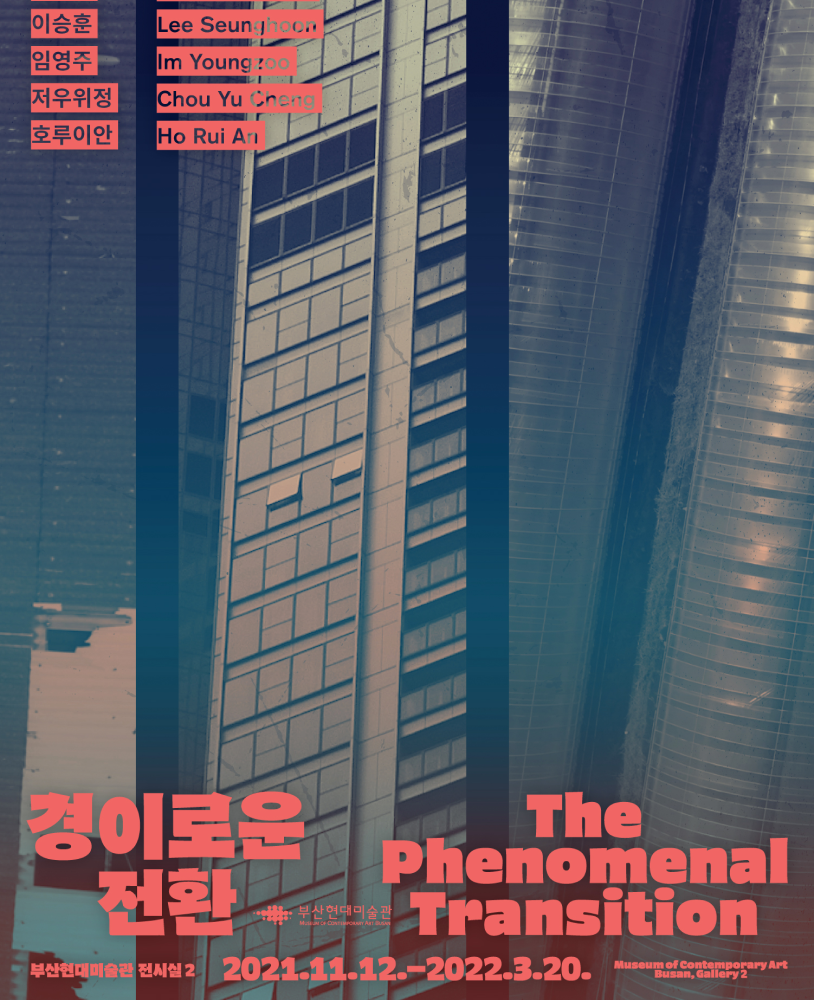 이승훈 Lee Seunghoon
임영주 Im Youngzoo
저우위정 Chou Yu Cheng
호루이안 Ho Rui An
경이로운
전환
The
Phenomenal
Transition
부산현대미술관
Museum of Contemporary Art Busan
부산현대미술관 전시실 2
2021.11.12.–2022.3.20.
Museum of Contemporary Art
Busan, Gallery 2